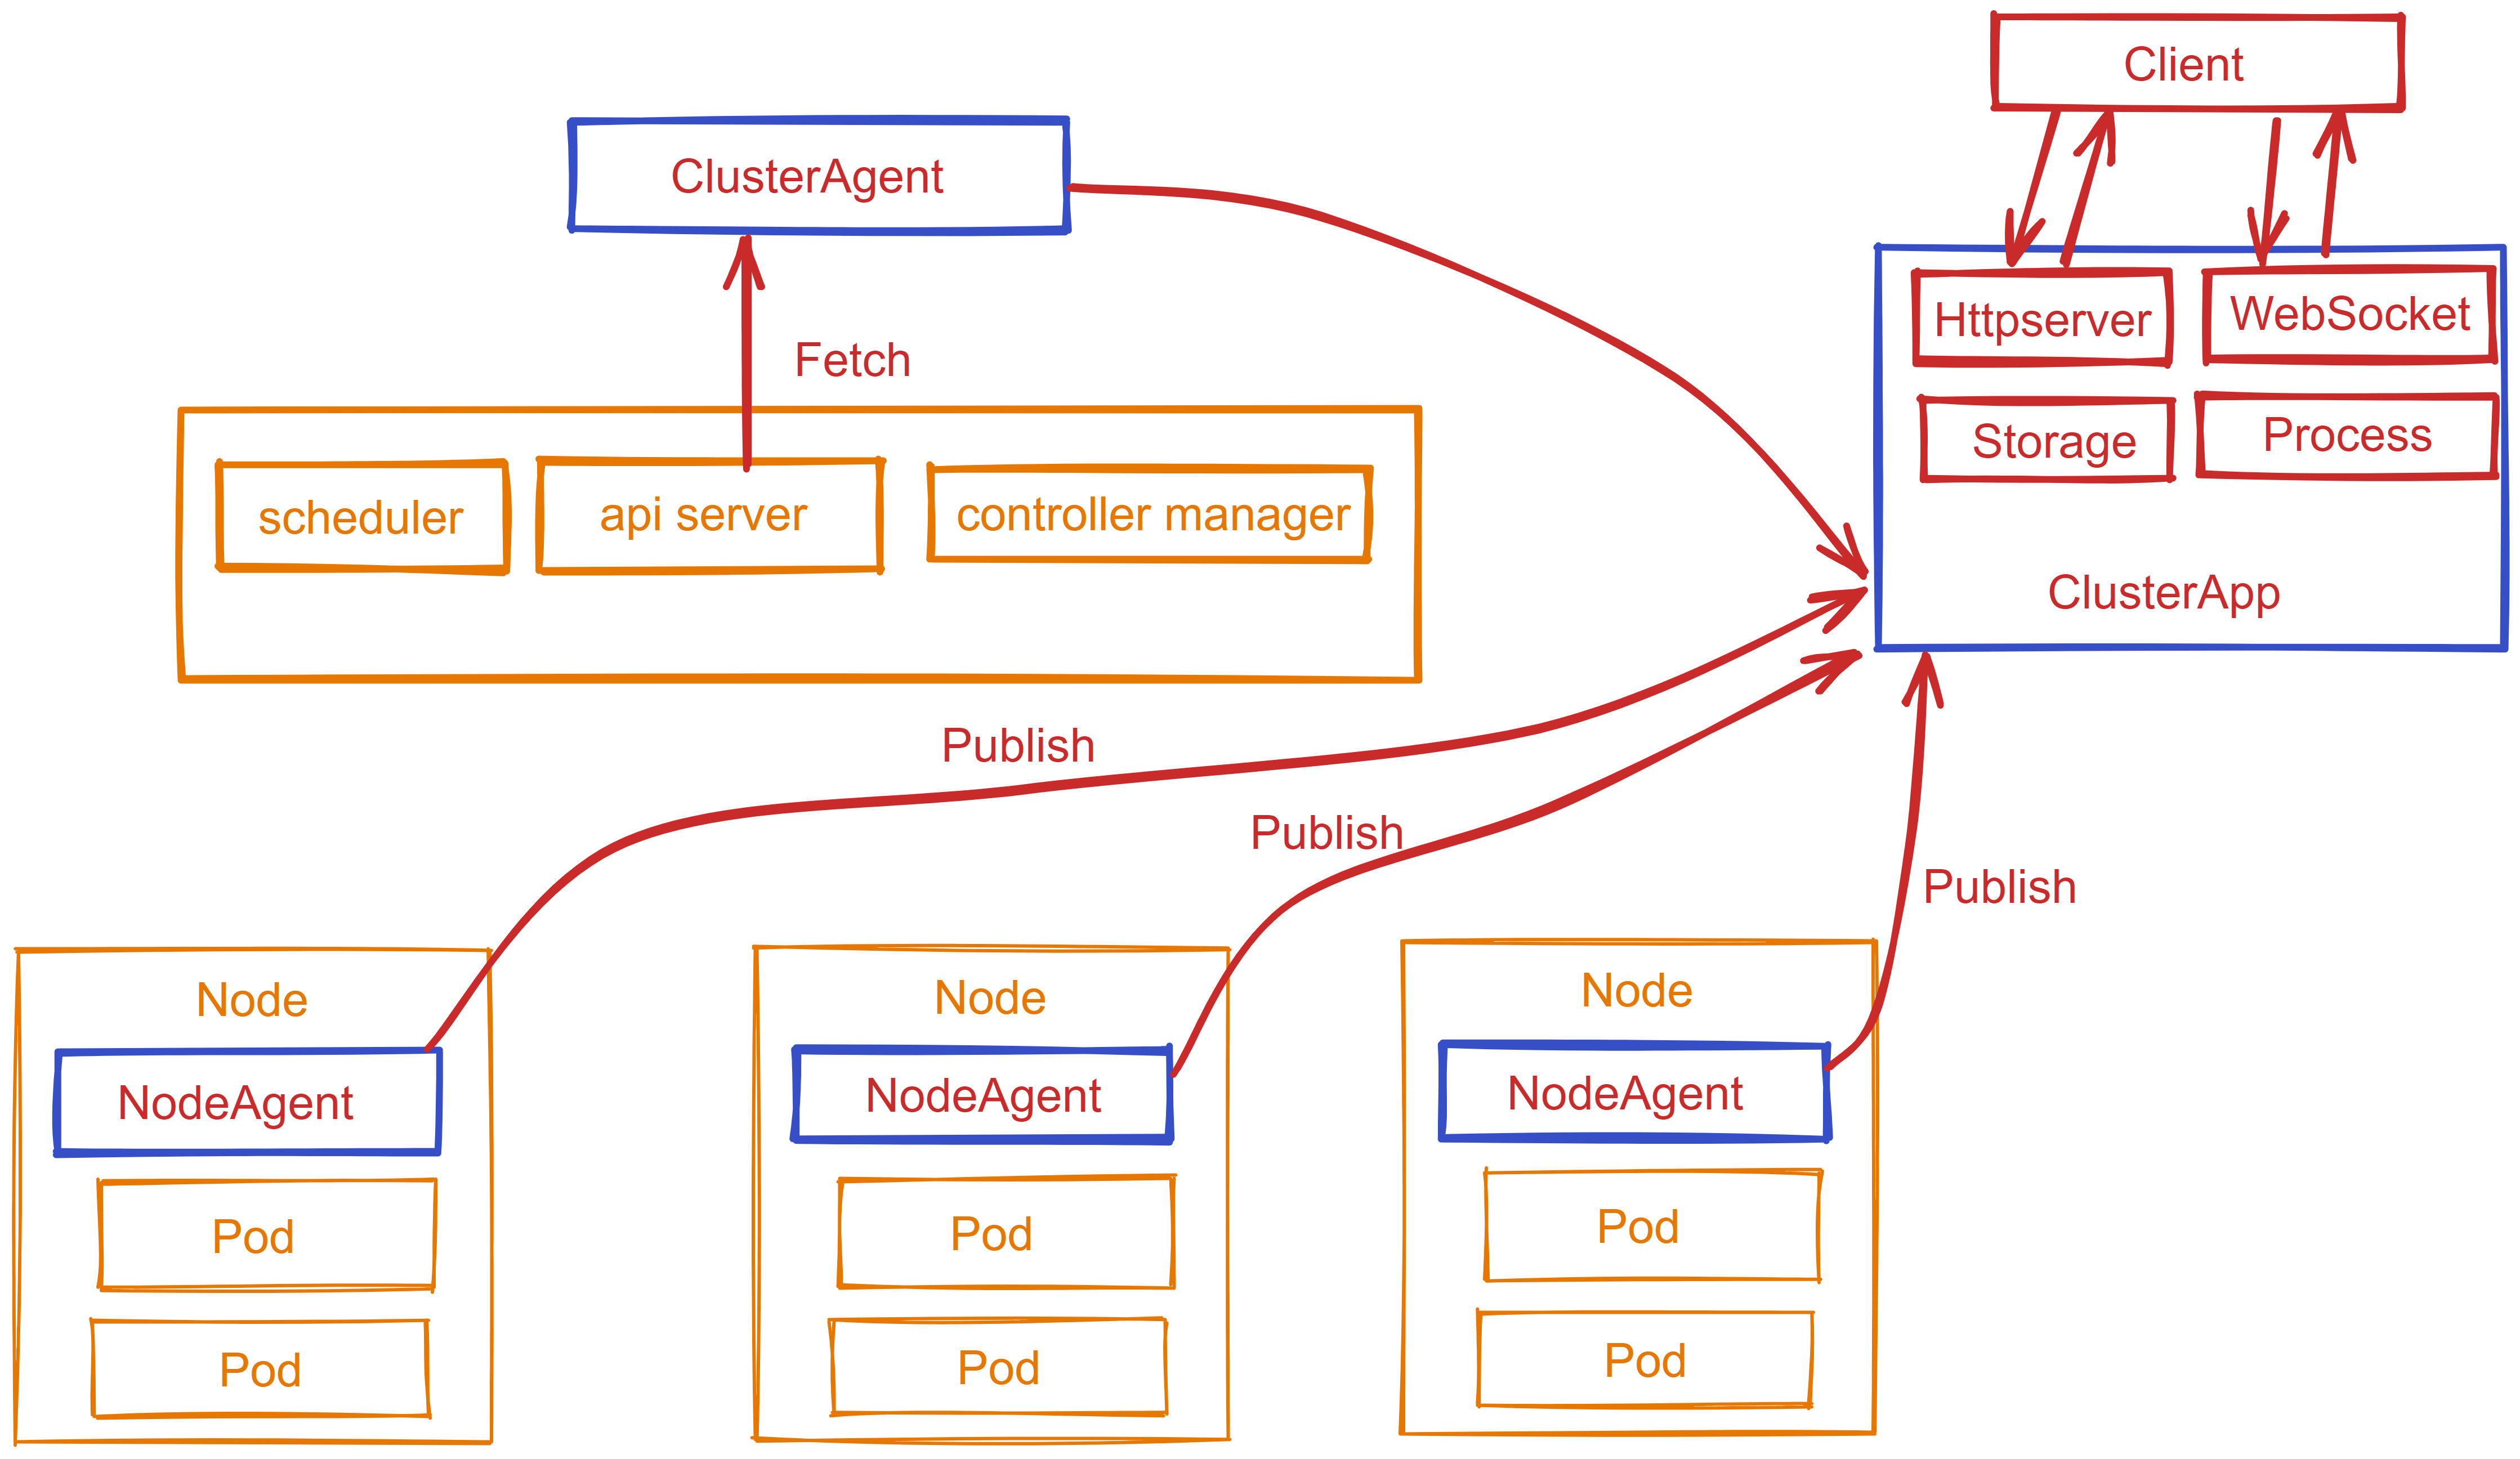 Client
ClusterAgent
Httpserver
WebSocket
Fetch
Storage
Process
scheduler
api server
controller manager
ClusterApp
Publish
Publish
Publish
Node
Node
Node
NodeAgent
NodeAgent
NodeAgent
Pod
Pod
Pod
Pod
Pod
Pod